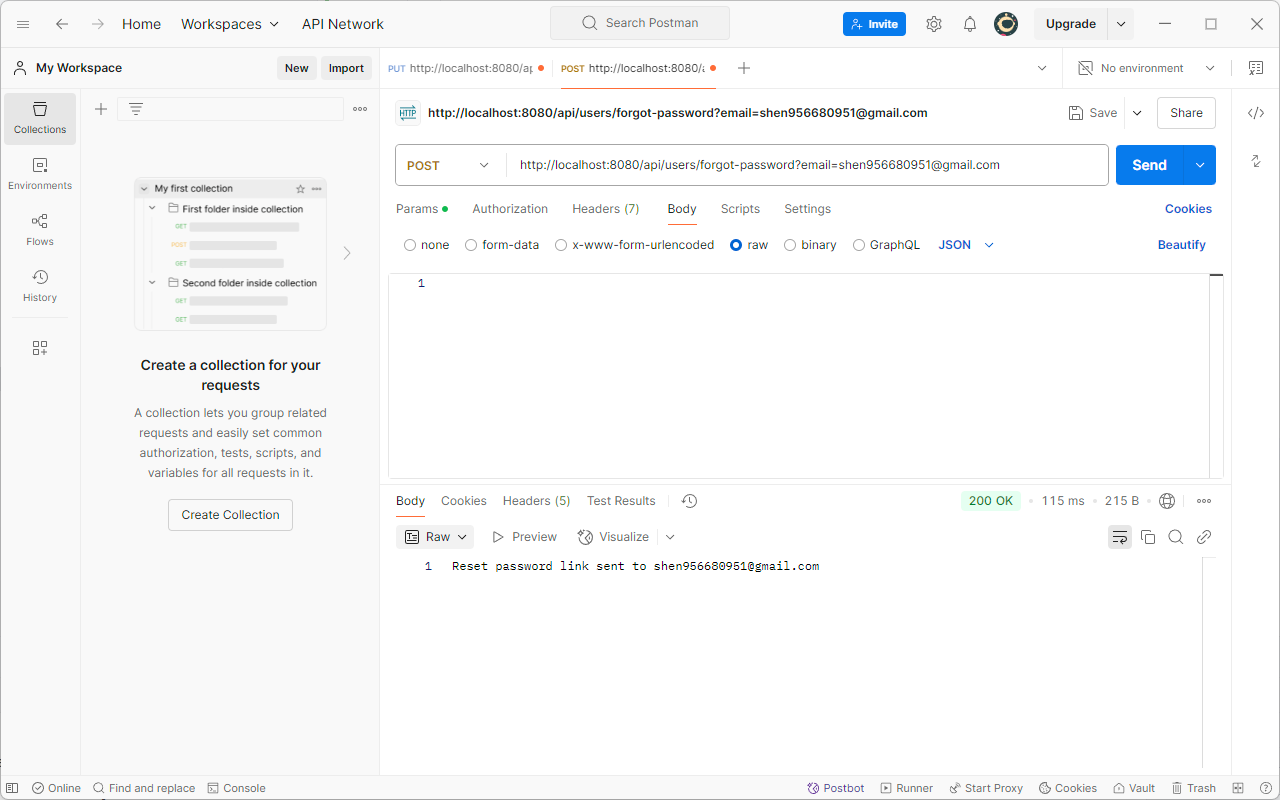 Home Workspaces API Network Search Postman Invite Upgrade
My Workspace New Import PUT http://localhost:8080/ap POST http://localhost:8080/a No environment
Collections
Environments
Flows
History
My first collection
First folder inside collection
GET
POST
GET
Second folder inside collection
GET
GET
Create a collection for your
requests
A collection lets you group related
requests and easily set common
authorization, tests, scripts, and
variables for all requests in it.
Create Collection
HTTP http://localhost:8080/api/users/forgot-password?email=shen956680951@gmail.com Save Share
POST http://localhost:8080/api/users/forgot-password?email=shen956680951@gmail.com Send
Params Authorization Headers (7) Body Scripts Settings Cookies
none form-data x-www-form-urlencoded raw binary GraphQL JSON Beautify
1
Body Cookies Headers (5) Test Results 200 OK 115 ms 215 B
Raw Preview Visualize
1 Reset password link sent to shen956680951@gmail.com
Online Find and replace Console Postbot Runner Start Proxy Cookies Vault Trash